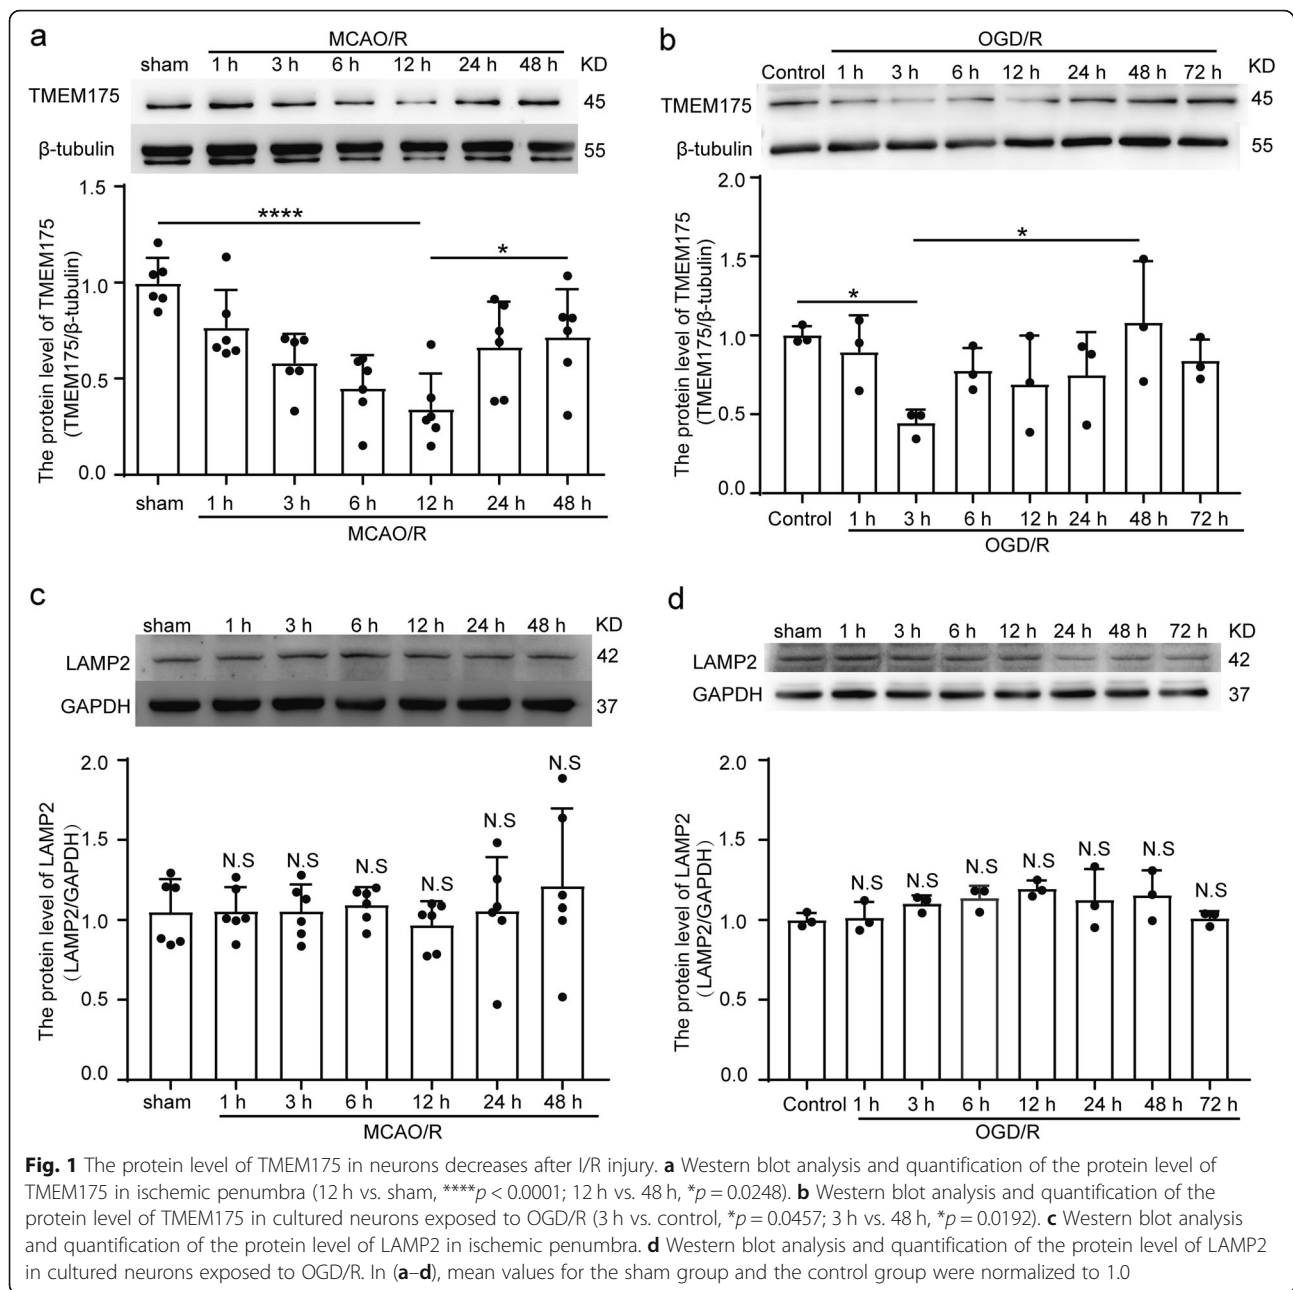 a
MCAO/R
sham 1 h 3 h 6 h 12 h 24 h 48 h KD
TMEM175 45
β-tubulin 55
The protein level of TMEM175
(TMEM175/β-tubulin)
1.5
1.0
0.5
0.0
****
*
sham 1 h 3 h 6 h 12 h 24 h 48 h
MCAO/R
b
OGD/R
Control 1 h 3 h 6 h 12 h 24 h 48 h 72 h KD
TMEM175 45
β-tubulin 55
The protein level of TMEM175
(TMEM175/β-tubulin)
2.0
1.5
1.0
0.5
0.0
*
*
Control 1 h 3 h 6 h 12 h 24 h 48 h 72 h
OGD/R
c
sham 1 h 3 h 6 h 12 h 24 h 48 h KD
LAMP2 42
GAPDH 37
The protein level of LAMP2
(LAMP2/GAPDH)
2.0
1.5
1.0
0.5
0.0
N.S N.S N.S N.S N.S N.S
sham 1 h 3 h 6 h 12 h 24 h 48 h
MCAO/R
d
sham 1 h 3 h 6 h 12 h 24 h 48 h 72 h KD
LAMP2 42
GAPDH 37
The protein level of LAMP2
(LAMP2/GAPDH)
2.0
1.5
1.0
0.5
0.0
N.S N.S N.S N.S N.S N.S N.S
Control 1 h 3 h 6 h 12 h 24 h 48 h 72 h
OGD/R
Fig. 1 The protein level of TMEM175 in neurons decreases after I/R injury. a Western blot analysis and quantification of the protein level of
TMEM175 in ischemic penumbra (12 h vs. sham, ****p < 0.0001; 12 h vs. 48 h, *p = 0.0248). b Western blot analysis and quantification of the
protein level of TMEM175 in cultured neurons exposed to OGD/R (3 h vs. control, *p = 0.0457; 3 h vs. 48 h, *p = 0.0192). c Western blot analysis
and quantification of the protein level of LAMP2 in ischemic penumbra. d Western blot analysis and quantification of the protein level of LAMP2
in cultured neurons exposed to OGD/R. In (a–d), mean values for the sham group and the control group were normalized to 1.0